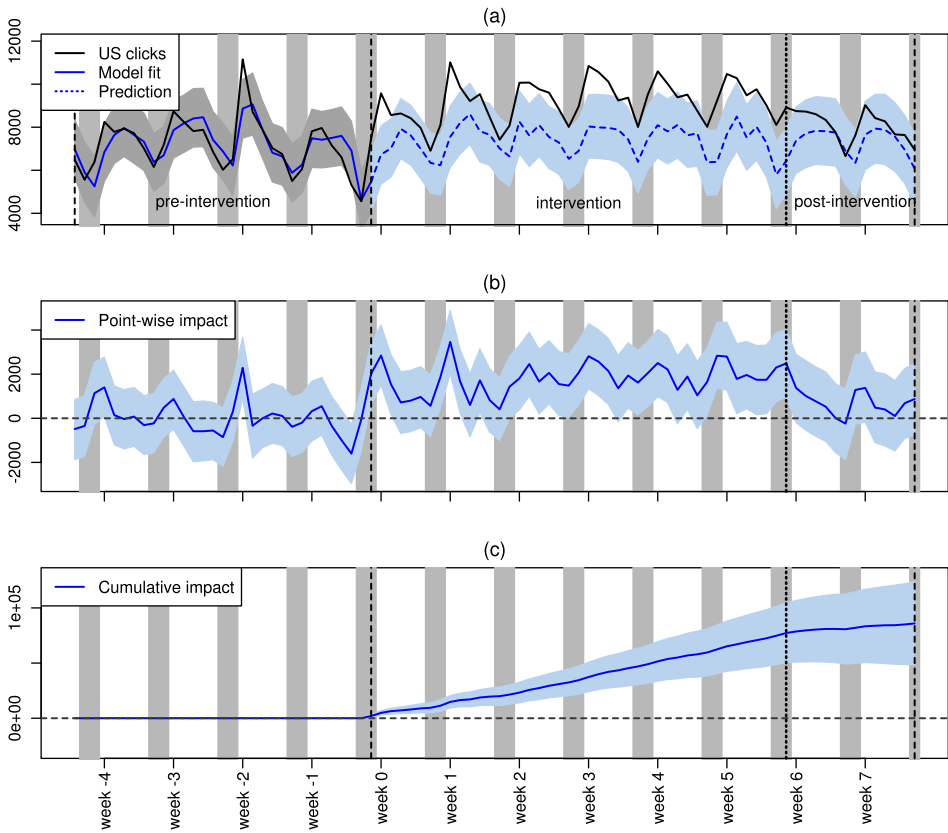 (a)
12000
8000
4000
US clicks
Model fit
Prediction
pre-intervention
intervention
post-intervention
(b)
2000
0
-2000
Point-wise impact
(c)
1e+05
0e+00
Cumulative impact
week -4
week -3
week -2
week -1
week 0
week 1
week 2
week 3
week 4
week 5
week 6
week 7